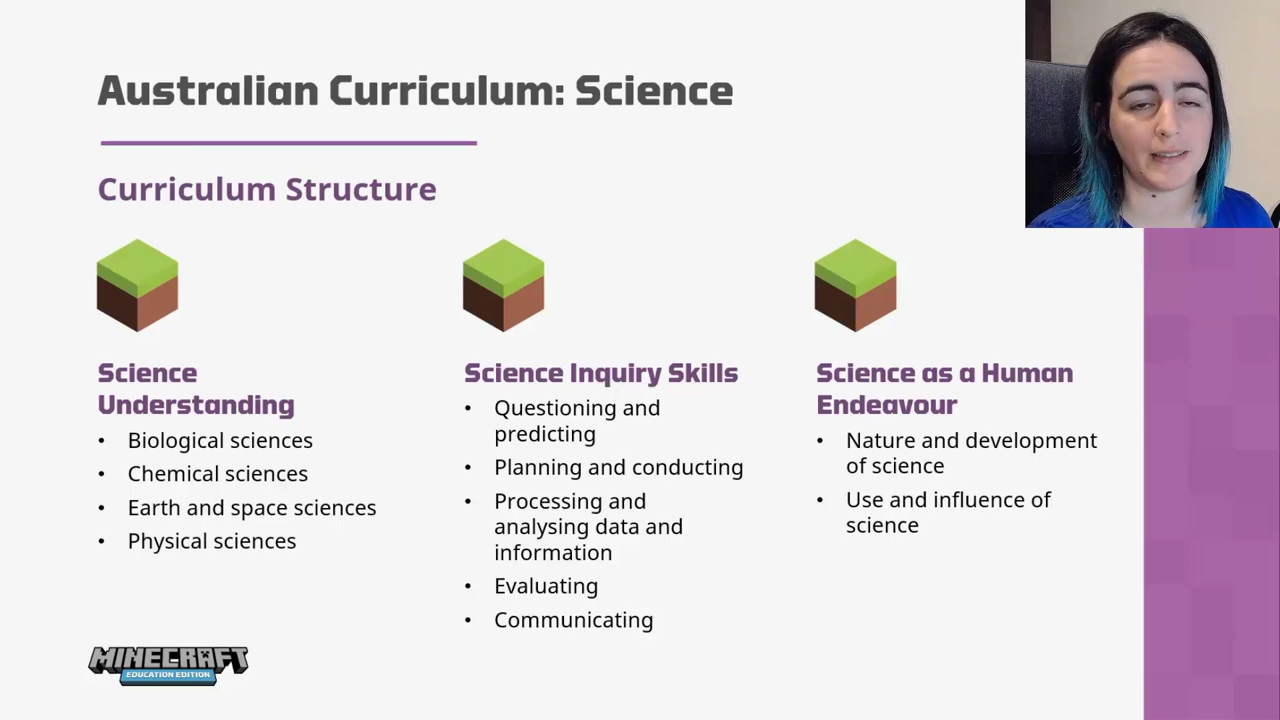 Australian Curriculum: Science
Curriculum Structure
Science
Understanding
• Biological sciences
• Chemical sciences
• Earth and space sciences
• Physical sciences
Science Inquiry Skills
• Questioning and
predicting
• Planning and conducting
• Processing and
analysing data and
information
• Evaluating
• Communicating
Science as a Human
Endeavour
• Nature and development
of science
• Use and influence of
science
MINECRAFT
EDUCATION EDITION